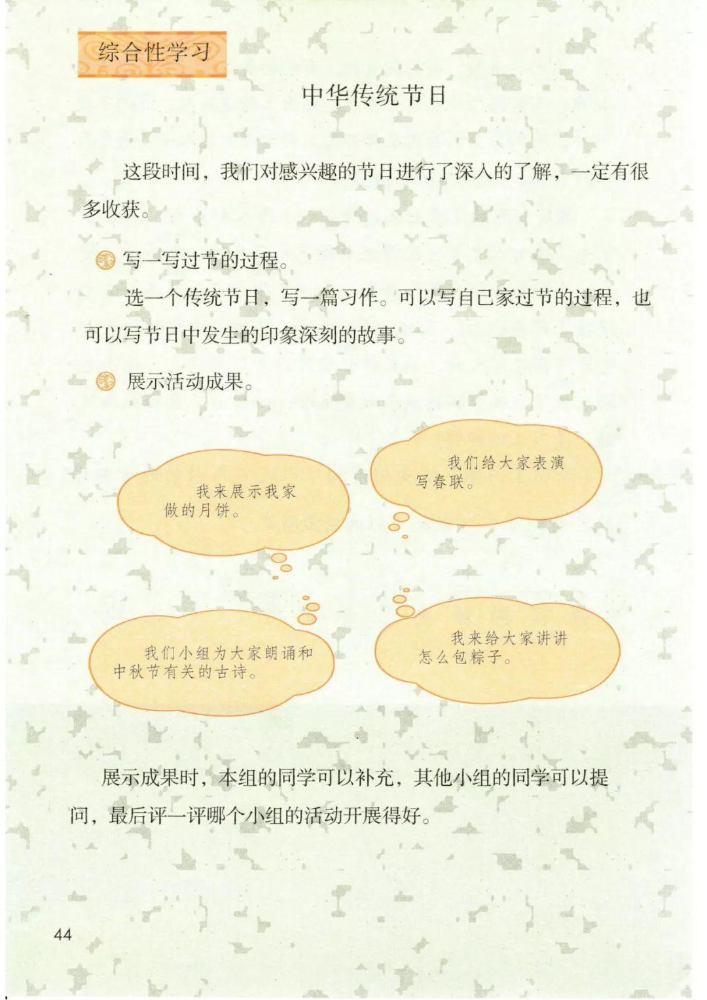 综合性学习
中华传统节日
这段时间，我们对感兴趣的节日进行了深入的了解，一定有很
多收获。
写一写过节的过程。
选一个传统节日，写一篇习作。可以写自己家过节的过程，也
可以写节日中发生的印象深刻的故事。
展示活动成果。
我来展示我家
做的月饼。
我们给大家表演
写春联。
我们小组为大家朗诵和
中秋节有关的古诗。
我来给大家讲讲
怎么包粽子。
展示成果时，本组的同学可以补充，其他小组的同学可以提
问，最后评一评哪个小组的活动开展得好。
44